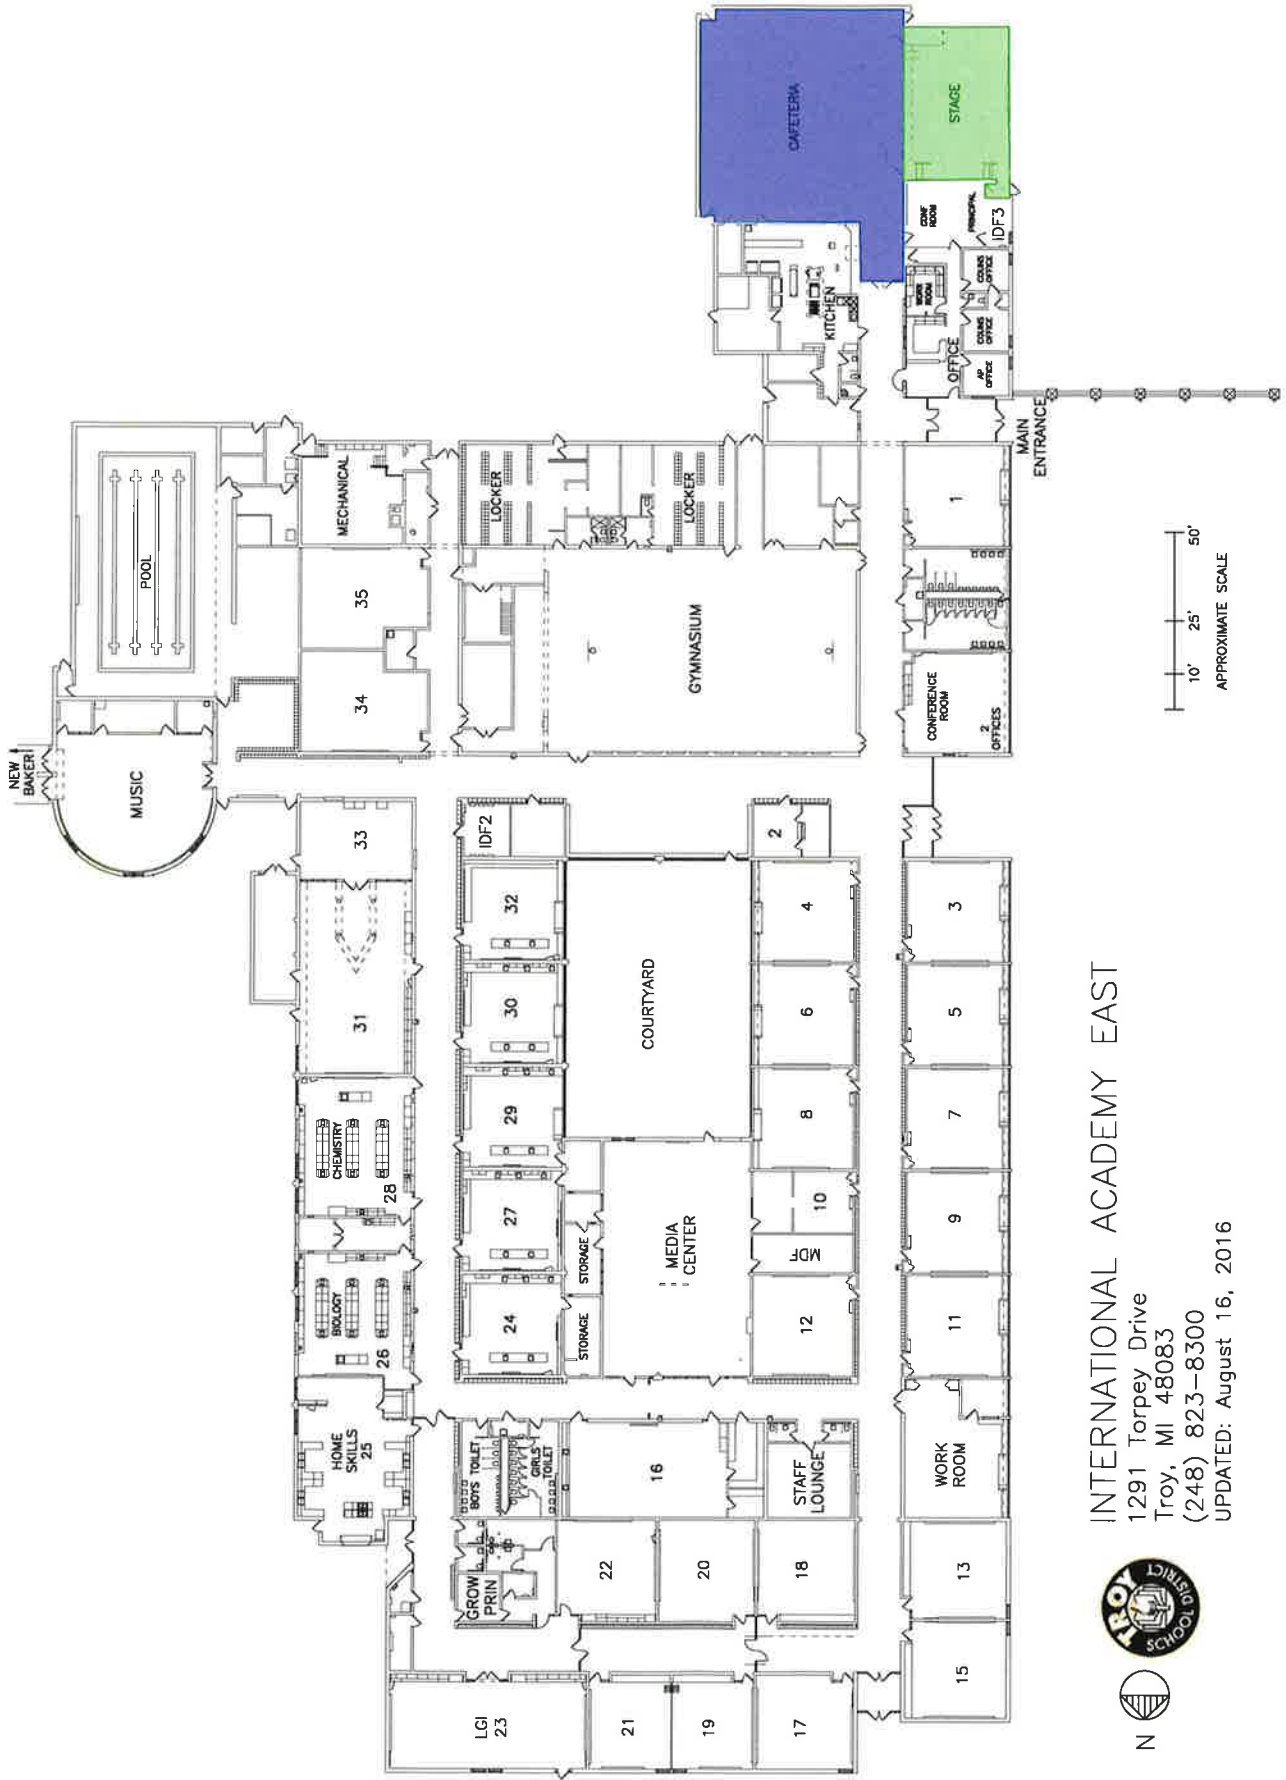 CAFETERIA
STAGE
CONF
ROOM
PRINCIPAL
IDF3
WORK
ROOM
COUNS
OFFICE
COUNS
OFFICE
AP
OFFICE
OFFICE
KITCHEN
MAIN
ENTRANCE
POOL
MECHANICAL
LOCKER
LOCKER
1
35
34
GYMNASIUM
CONFERENCE
ROOM
2
OFFICES
NEW
BAKER
MUSIC
33
IDF2
2
32
4
3
31
30
COURTYARD
6
5
CHEMISTRY
28
29
8
7
27
STORAGE
MEDIA
CENTER
10
MDF
9
BIOLOGY
26
24
STORAGE
12
11
HOME
SKILLS
25
BOYS TOILET
GIRLS
TOILET
16
STAFF
LOUNGE
WORK
ROOM
GROW
PRIN
22
20
18
13
LGI
23
21
19
17
15
10'
25'
50'
APPROXIMATE SCALE
INTERNATIONAL ACADEMY EAST
1291 Torpey Drive
Troy, MI 48083
(248) 823-8300
UPDATED: August 16, 2016
TROY
SCHOOL DISTRICT
N